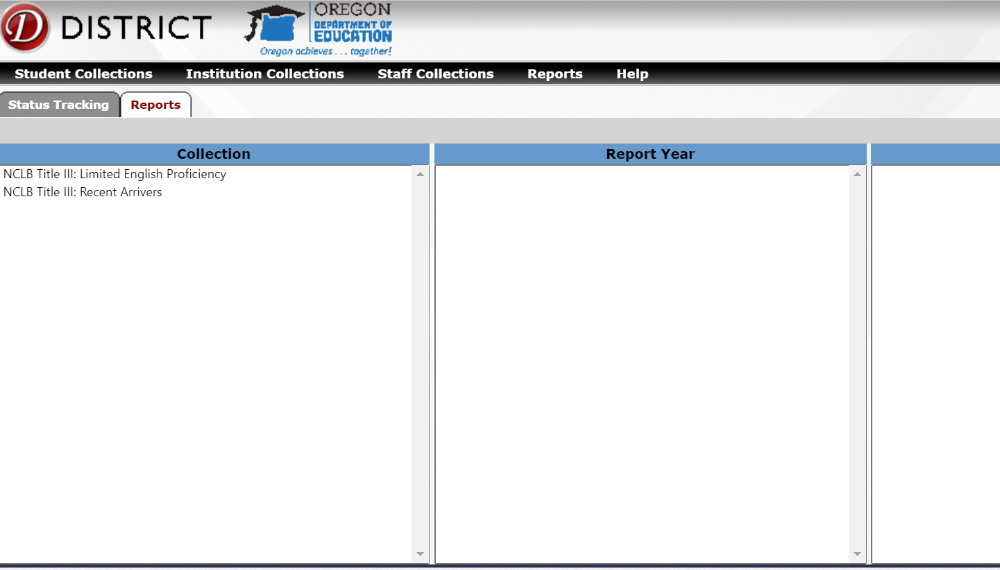 D DISTRICT
OREGON
DEPARTMENT OF
EDUCATION
Oregon achieves . . . together!
Student Collections Institution Collections Staff Collections Reports Help
Status Tracking Reports
Collection Report Year
NCLB Title III: Limited English Proficiency
NCLB Title III: Recent Arrivers